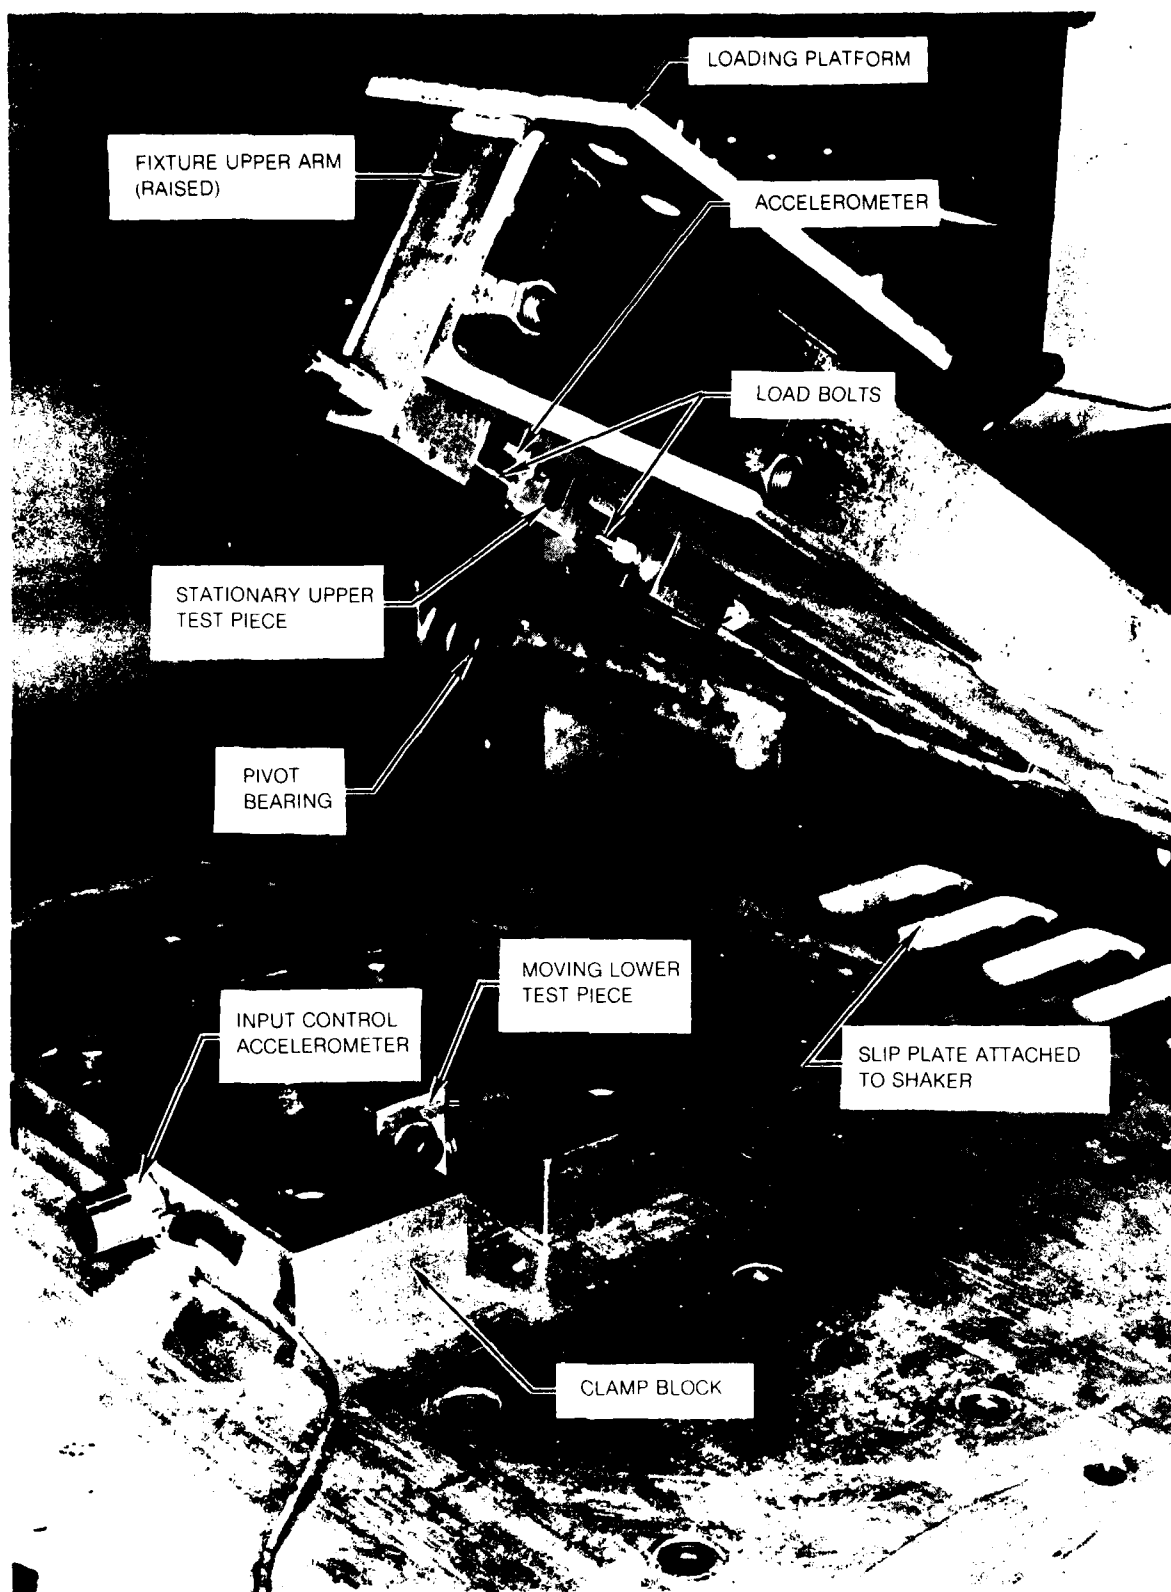 LOADING PLATFORM
FIXTURE UPPER ARM
(RAISED)
ACCELEROMETER
LOAD BOLTS
STATIONARY UPPER
TEST PIECE
PIVOT
BEARING
MOVING LOWER
TEST PIECE
INPUT CONTROL
ACCELEROMETER
SLIP PLATE ATTACHED
TO SHAKER
CLAMP BLOCK